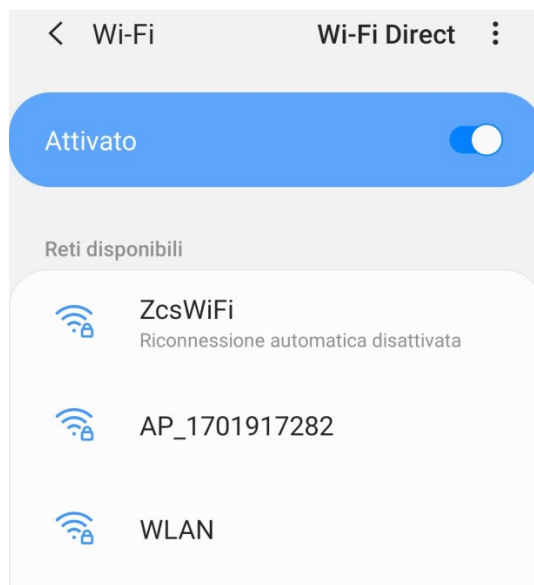 Wi-Fi Wi-Fi Direct
Attivato
Reti disponibili
ZcsWiFi
Riconnessione automatica disattivata
AP_1701917282
WLAN